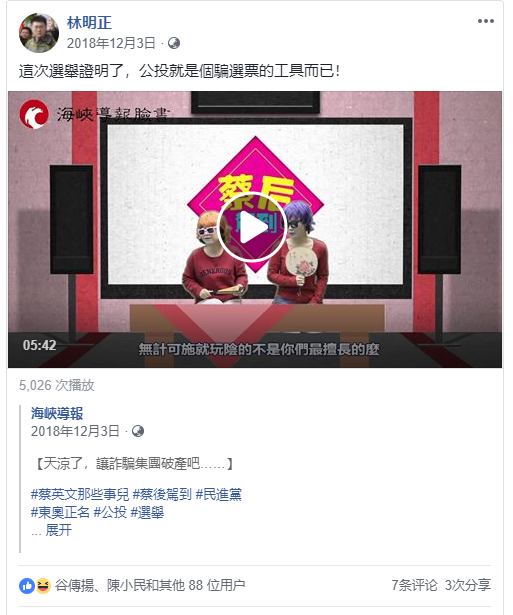 林明正
2018年12月3日 ·
這次選舉證明了，公投就是個騙選票的工具而已！
海峽導報臉書
蔡后
駕到
05:42
無計可施就玩陰的不是你們最擅長的麼
5,026 次播放
海峽導報
2018年12月3日 ·
【天涼了，讓詐騙集團破產吧……】
#蔡英文那些事兒 #蔡後駕到 #民進黨
#東奧正名 #公投 #選舉
... 展开
谷傳揚、陳小民和其他 88 位用户
7条评论 3次分享